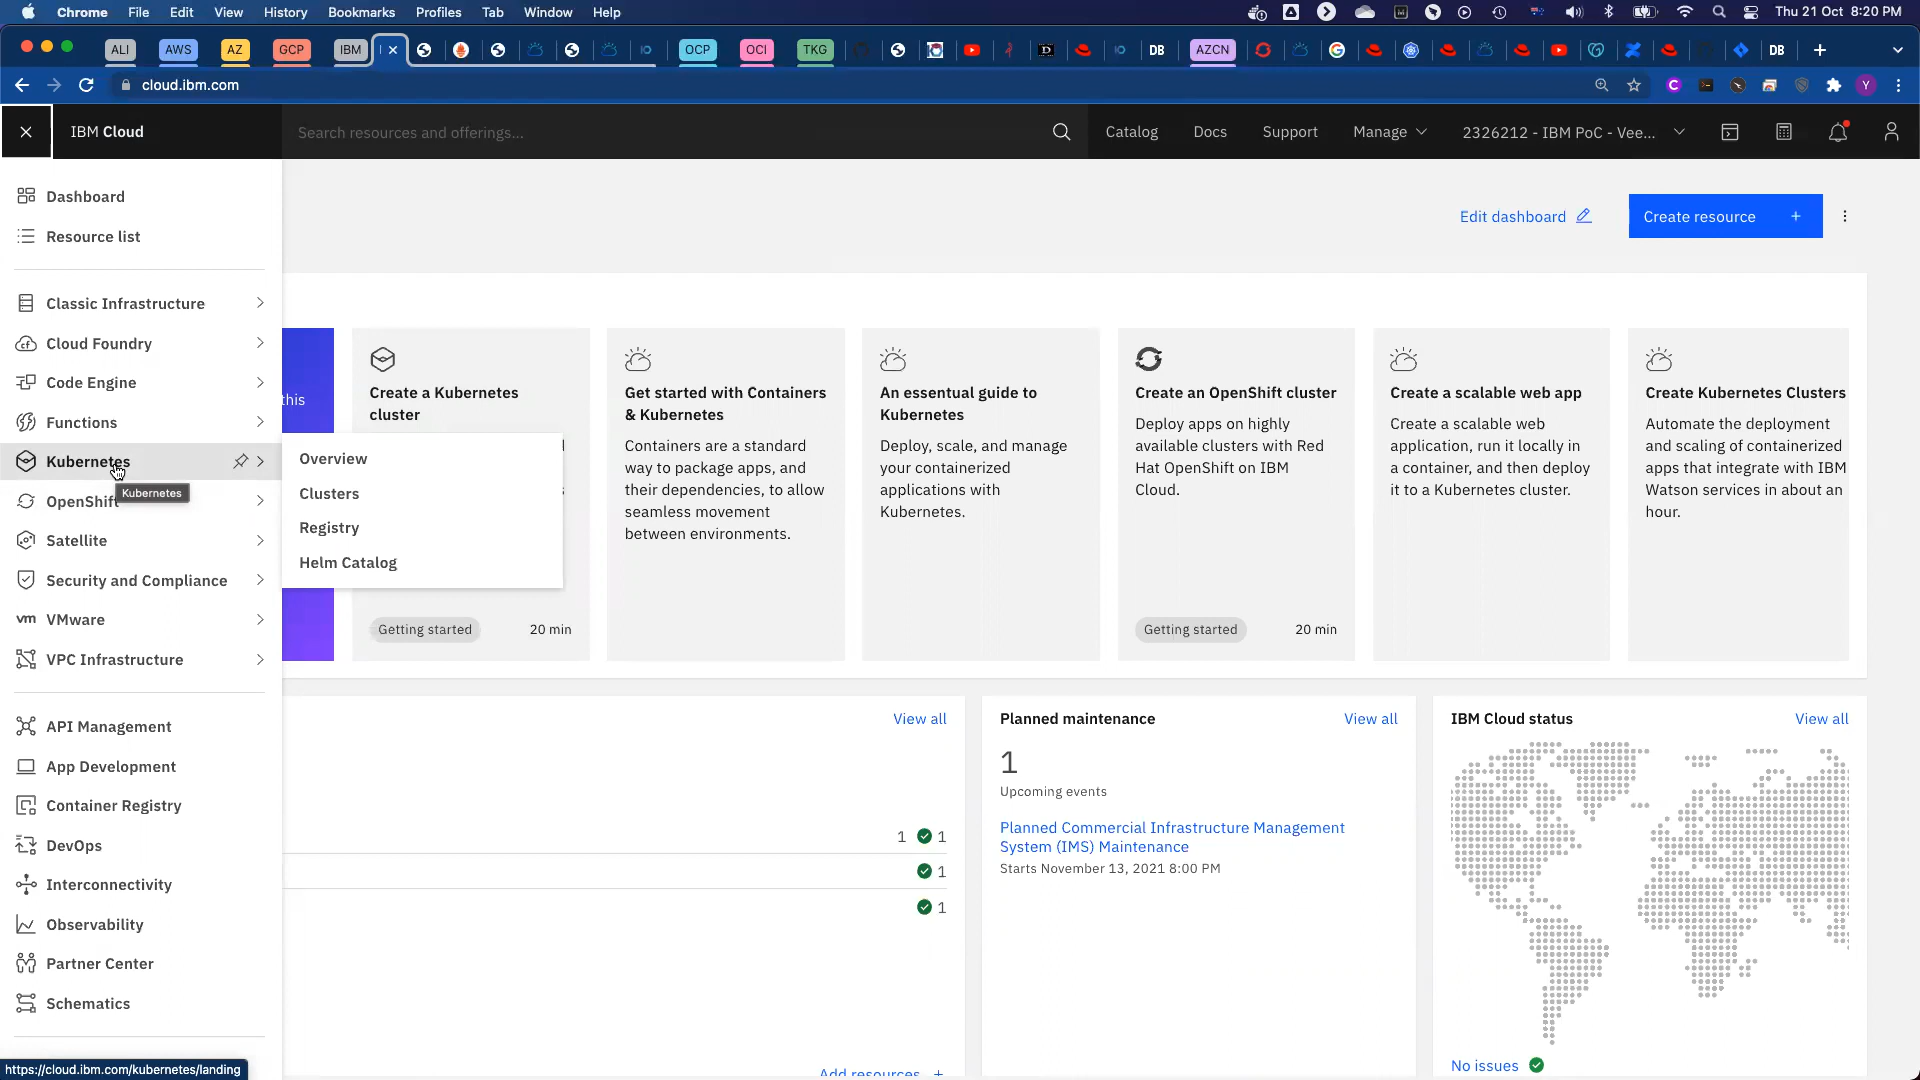 Chrome File Edit View History Bookmarks Profiles Tab Window Help
Thu 21 Oct 8:20 PM
ALI AWS AZ GCP IBM OCP OCI TKG DB AZCN DB
cloud.ibm.com
IBM Cloud
Search resources and offerings...
Catalog Docs Support Manage 2326212 - IBM PoC - Vee...
Dashboard
Resource list
Classic Infrastructure
Cloud Foundry
Code Engine
Functions
Kubernetes
Kubernetes
OpenShift
Satellite
Security and Compliance
vm VMware
VPC Infrastructure
API Management
App Development
Container Registry
DevOps
Interconnectivity
Observability
Partner Center
Schematics
https://cloud.ibm.com/kubernetes/landing
Overview
Clusters
Registry
Helm Catalog
Edit dashboard
Create resource +
this
Create a Kubernetes
cluster
Getting started 20 min
Get started with Containers
& Kubernetes
Containers are a standard
way to package apps, and
their dependencies, to allow
seamless movement
between environments.
An essentual guide to
Kubernetes
Deploy, scale, and manage
your containerized
applications with
Kubernetes.
Create an OpenShift cluster
Deploy apps on highly
available clusters with Red
Hat OpenShift on IBM
Cloud.
Getting started 20 min
Create a scalable web app
Create a scalable web
application, run it locally in
a container, and then deploy
it to a Kubernetes cluster.
Create Kubernetes Clusters
Automate the deployment
and scaling of containerized
apps that integrate with IBM
Watson services in about an
hour.
View all
1 1
1
1
Add resources +
Planned maintenance View all
1
Upcoming events
Planned Commercial Infrastructure Management
System (IMS) Maintenance
Starts November 13, 2021 8:00 PM
IBM Cloud status View all
No issues